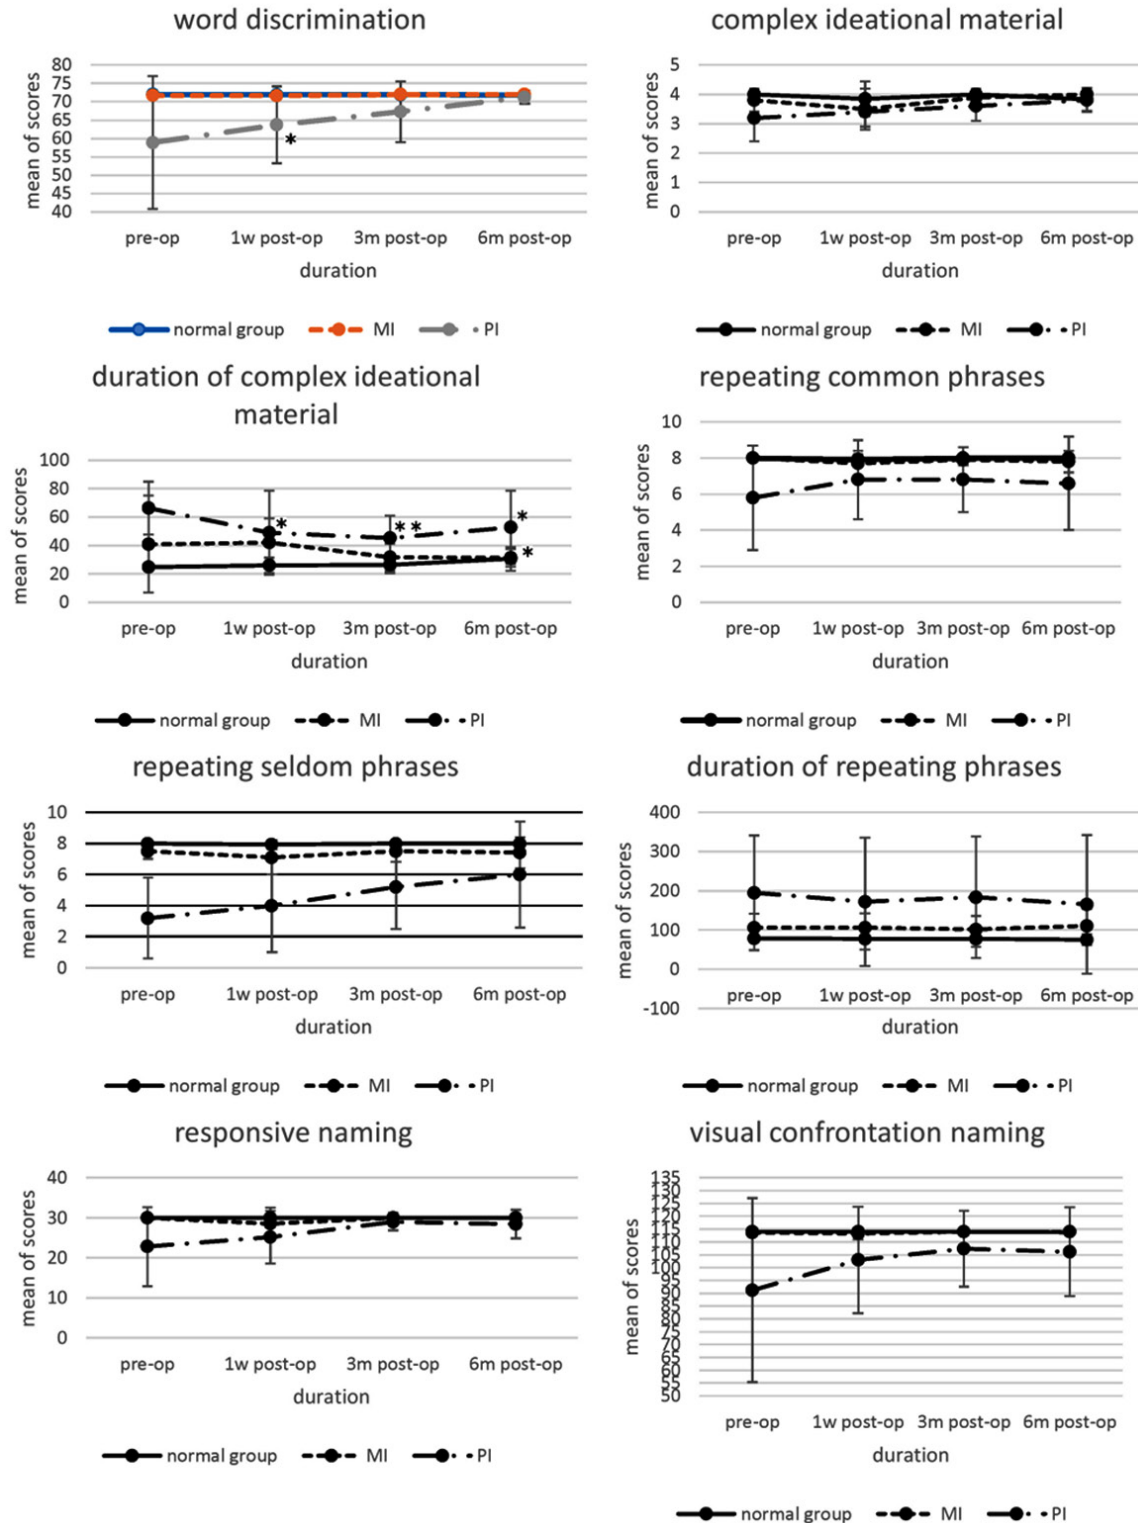 word discrimination
mean of scores
80
75
70
65
60
55
50
45
40
pre-op 1w post-op 3m post-op 6m post-op
*
duration
normal group MI PI
complex ideational material
mean of scores
5
4
3
2
1
0
pre-op 1w post-op 3m post-op 6m post-op
duration
normal group MI PI
duration of complex ideational
material
mean of scores
100
80
60
40
20
0
* ** *
*
pre-op 1w post-op 3m post-op 6m post-op
duration
normal group MI PI
repeating common phrases
mean of scores
10
8
6
4
2
0
pre-op 1w post-op 3m post-op 6m post-op
duration
normal group MI PI
repeating seldom phrases
mean of scores
10
8
6
4
2
0
pre-op 1w post-op 3m post-op 6m post-op
duration
normal group MI PI
duration of repeating phrases
mean of scores
400
300
200
100
0
-100
pre-op 1w post-op 3m post-op 6m post-op
duration
normal group MI PI
responsive naming
mean of scores
40
30
20
10
0
pre-op 1w post-op 3m post-op 6m post-op
duration
normal group MI PI
visual confrontation naming
mean of scores
135
130
125
120
115
110
105
100
95
90
85
80
75
70
65
60
55
50
pre-op 1w post-op 3m post-op 6m post-op
duration
normal group MI PI